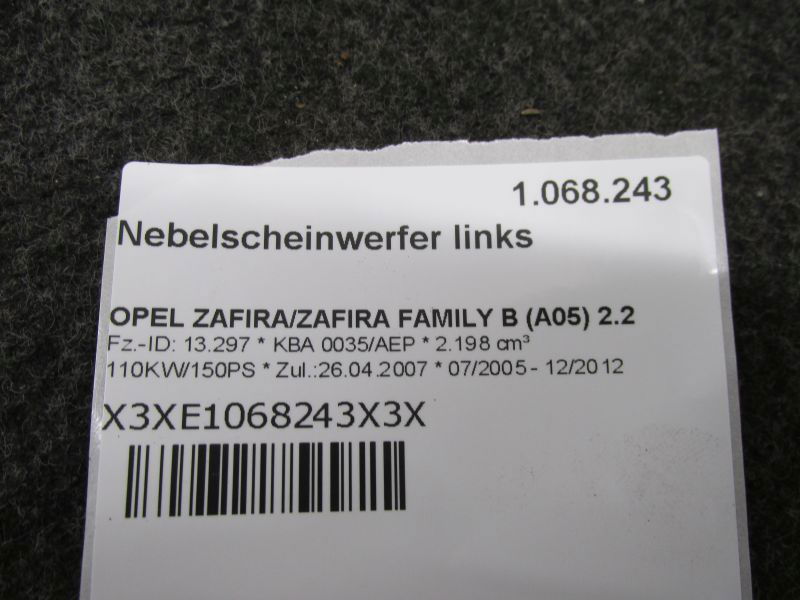 1.068.243
Nebelscheinwerfer links
OPEL ZAFIRA/ZAFIRA FAMILY B (A05) 2.2
Fz.-ID: 13.297 * KBA 0035/AEP * 2.198 cm³
110KW/150PS * Zul.:26.04.2007 * 07/2005 - 12/2012
X3XE1068243X3X